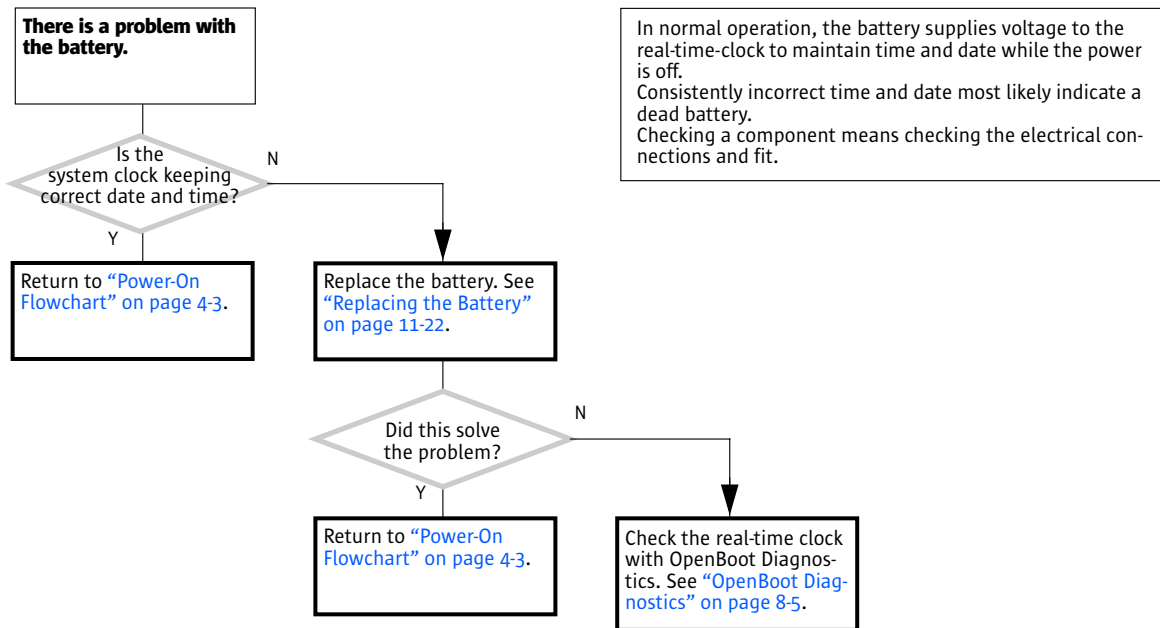 There is a problem with
the battery.
In normal operation, the battery supplies voltage to the
real-time-clock to maintain time and date while the power
is off.
Consistently incorrect time and date most likely indicate a
dead battery.
Checking a component means checking the electrical con-
nections and fit.
Is the
system clock keeping
correct date and time?
N
Y
Return to “Power-On
Flowchart” on page 4-3.
Replace the battery. See
“Replacing the Battery”
on page 11-22.
Did this solve
the problem?
N
Y
Return to “Power-On
Flowchart” on page 4-3.
Check the real-time clock
with OpenBoot Diagnos-
tics. See “OpenBoot Diag-
nostics” on page 8-5.